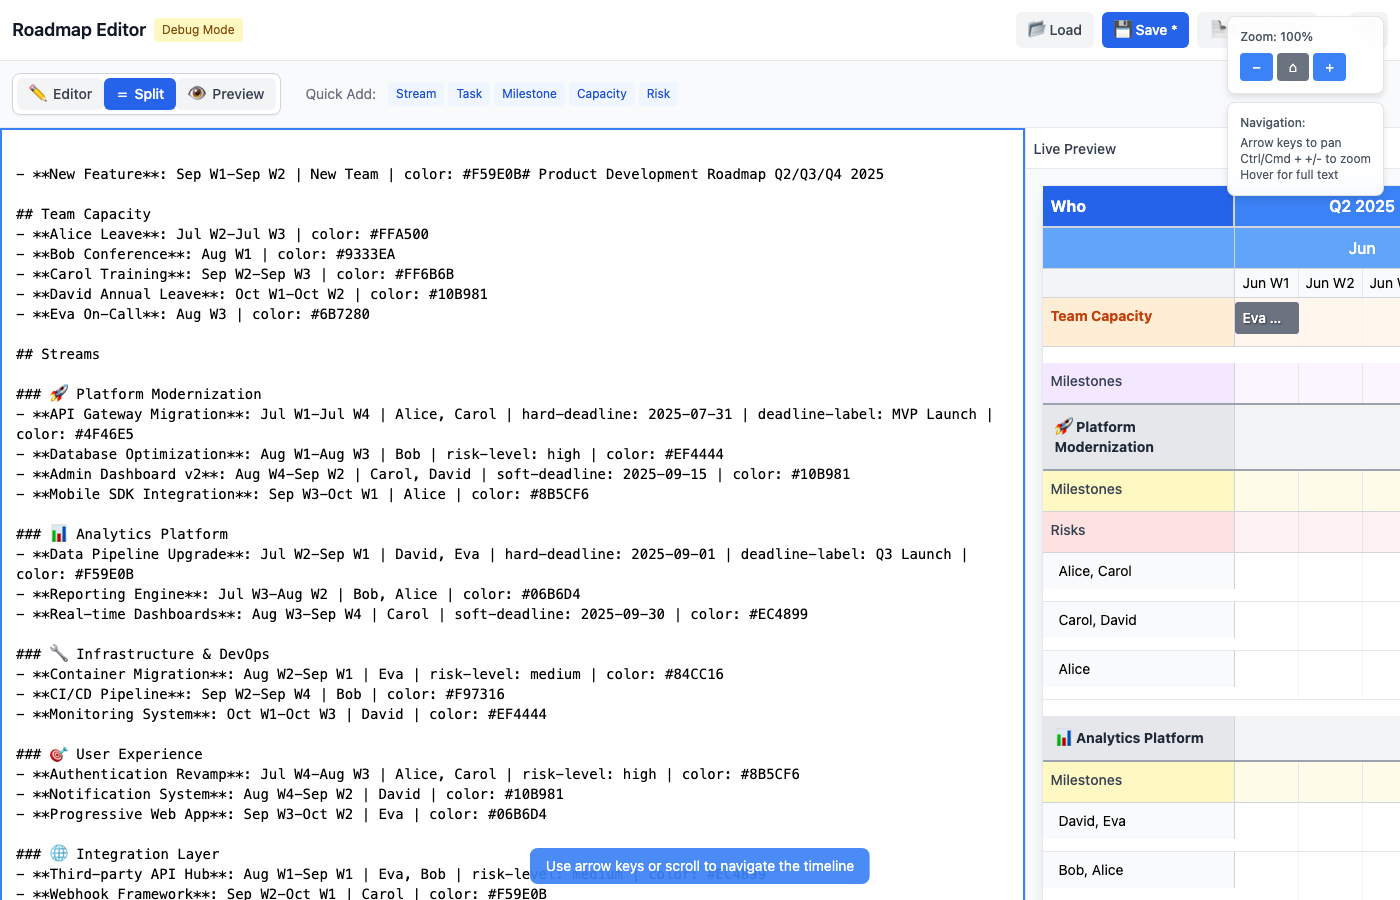 Roadmap Editor
Debug Mode
📂 Load
💾 Save *
Zoom: 100%
− ⌂ +
✏️ Editor
= Split
👁️ Preview
Quick Add:
Stream
Task
Milestone
Capacity
Risk
Navigation:
Arrow keys to pan
Ctrl/Cmd + +/- to zoom
Hover for full text
- **New Feature**: Sep W1-Sep W2 | New Team | color: #F59E0B# Product Development Roadmap Q2/Q3/Q4 2025
## Team Capacity
- **Alice Leave**: Jul W2-Jul W3 | color: #FFA500
- **Bob Conference**: Aug W1 | color: #9333EA
- **Carol Training**: Sep W2-Sep W3 | color: #FF6B6B
- **David Annual Leave**: Oct W1-Oct W2 | color: #10B981
- **Eva On-Call**: Aug W3 | color: #6B7280
## Streams
### 🚀 Platform Modernization
- **API Gateway Migration**: Jul W1-Jul W4 | Alice, Carol | hard-deadline: 2025-07-31 | deadline-label: MVP Launch |
color: #4F46E5
- **Database Optimization**: Aug W1-Aug W3 | Bob | risk-level: high | color: #EF4444
- **Admin Dashboard v2**: Aug W4-Sep W2 | Carol, David | soft-deadline: 2025-09-15 | color: #10B981
- **Mobile SDK Integration**: Sep W3-Oct W1 | Alice | color: #8B5CF6
### 📊 Analytics Platform
- **Data Pipeline Upgrade**: Jul W2-Sep W1 | David, Eva | hard-deadline: 2025-09-01 | deadline-label: Q3 Launch |
color: #F59E0B
- **Reporting Engine**: Jul W3-Aug W2 | Bob, Alice | color: #06B6D4
- **Real-time Dashboards**: Aug W3-Sep W4 | Carol | soft-deadline: 2025-09-30 | color: #EC4899
### 🔧 Infrastructure & DevOps
- **Container Migration**: Aug W2-Sep W1 | Eva | risk-level: medium | color: #84CC16
- **CI/CD Pipeline**: Sep W2-Sep W4 | Bob | color: #F97316
- **Monitoring System**: Oct W1-Oct W3 | David | color: #EF4444
### 🎯 User Experience
- **Authentication Revamp**: Jul W4-Aug W3 | Alice, Carol | risk-level: high | color: #8B5CF6
- **Notification System**: Aug W4-Sep W2 | David | color: #10B981
- **Progressive Web App**: Sep W3-Oct W2 | Eva | color: #06B6D4
### 🌐 Integration Layer
- **Third-party API Hub**: Aug W1-Sep W1 | Eva, Bob | risk-level: medium | color: #EC4899
- **Webhook Framework**: Sep W2-Oct W1 | Carol | color: #F59E0B
Use arrow keys or scroll to navigate the timeline
Live Preview
Who
Q2 2025
Jun
Jun W1
Jun W2
Jun
Team Capacity
Eva ...
Milestones
🚀 Platform
Modernization
Milestones
Risks
Alice, Carol
Carol, David
Alice
📊 Analytics Platform
Milestones
David, Eva
Bob, Alice